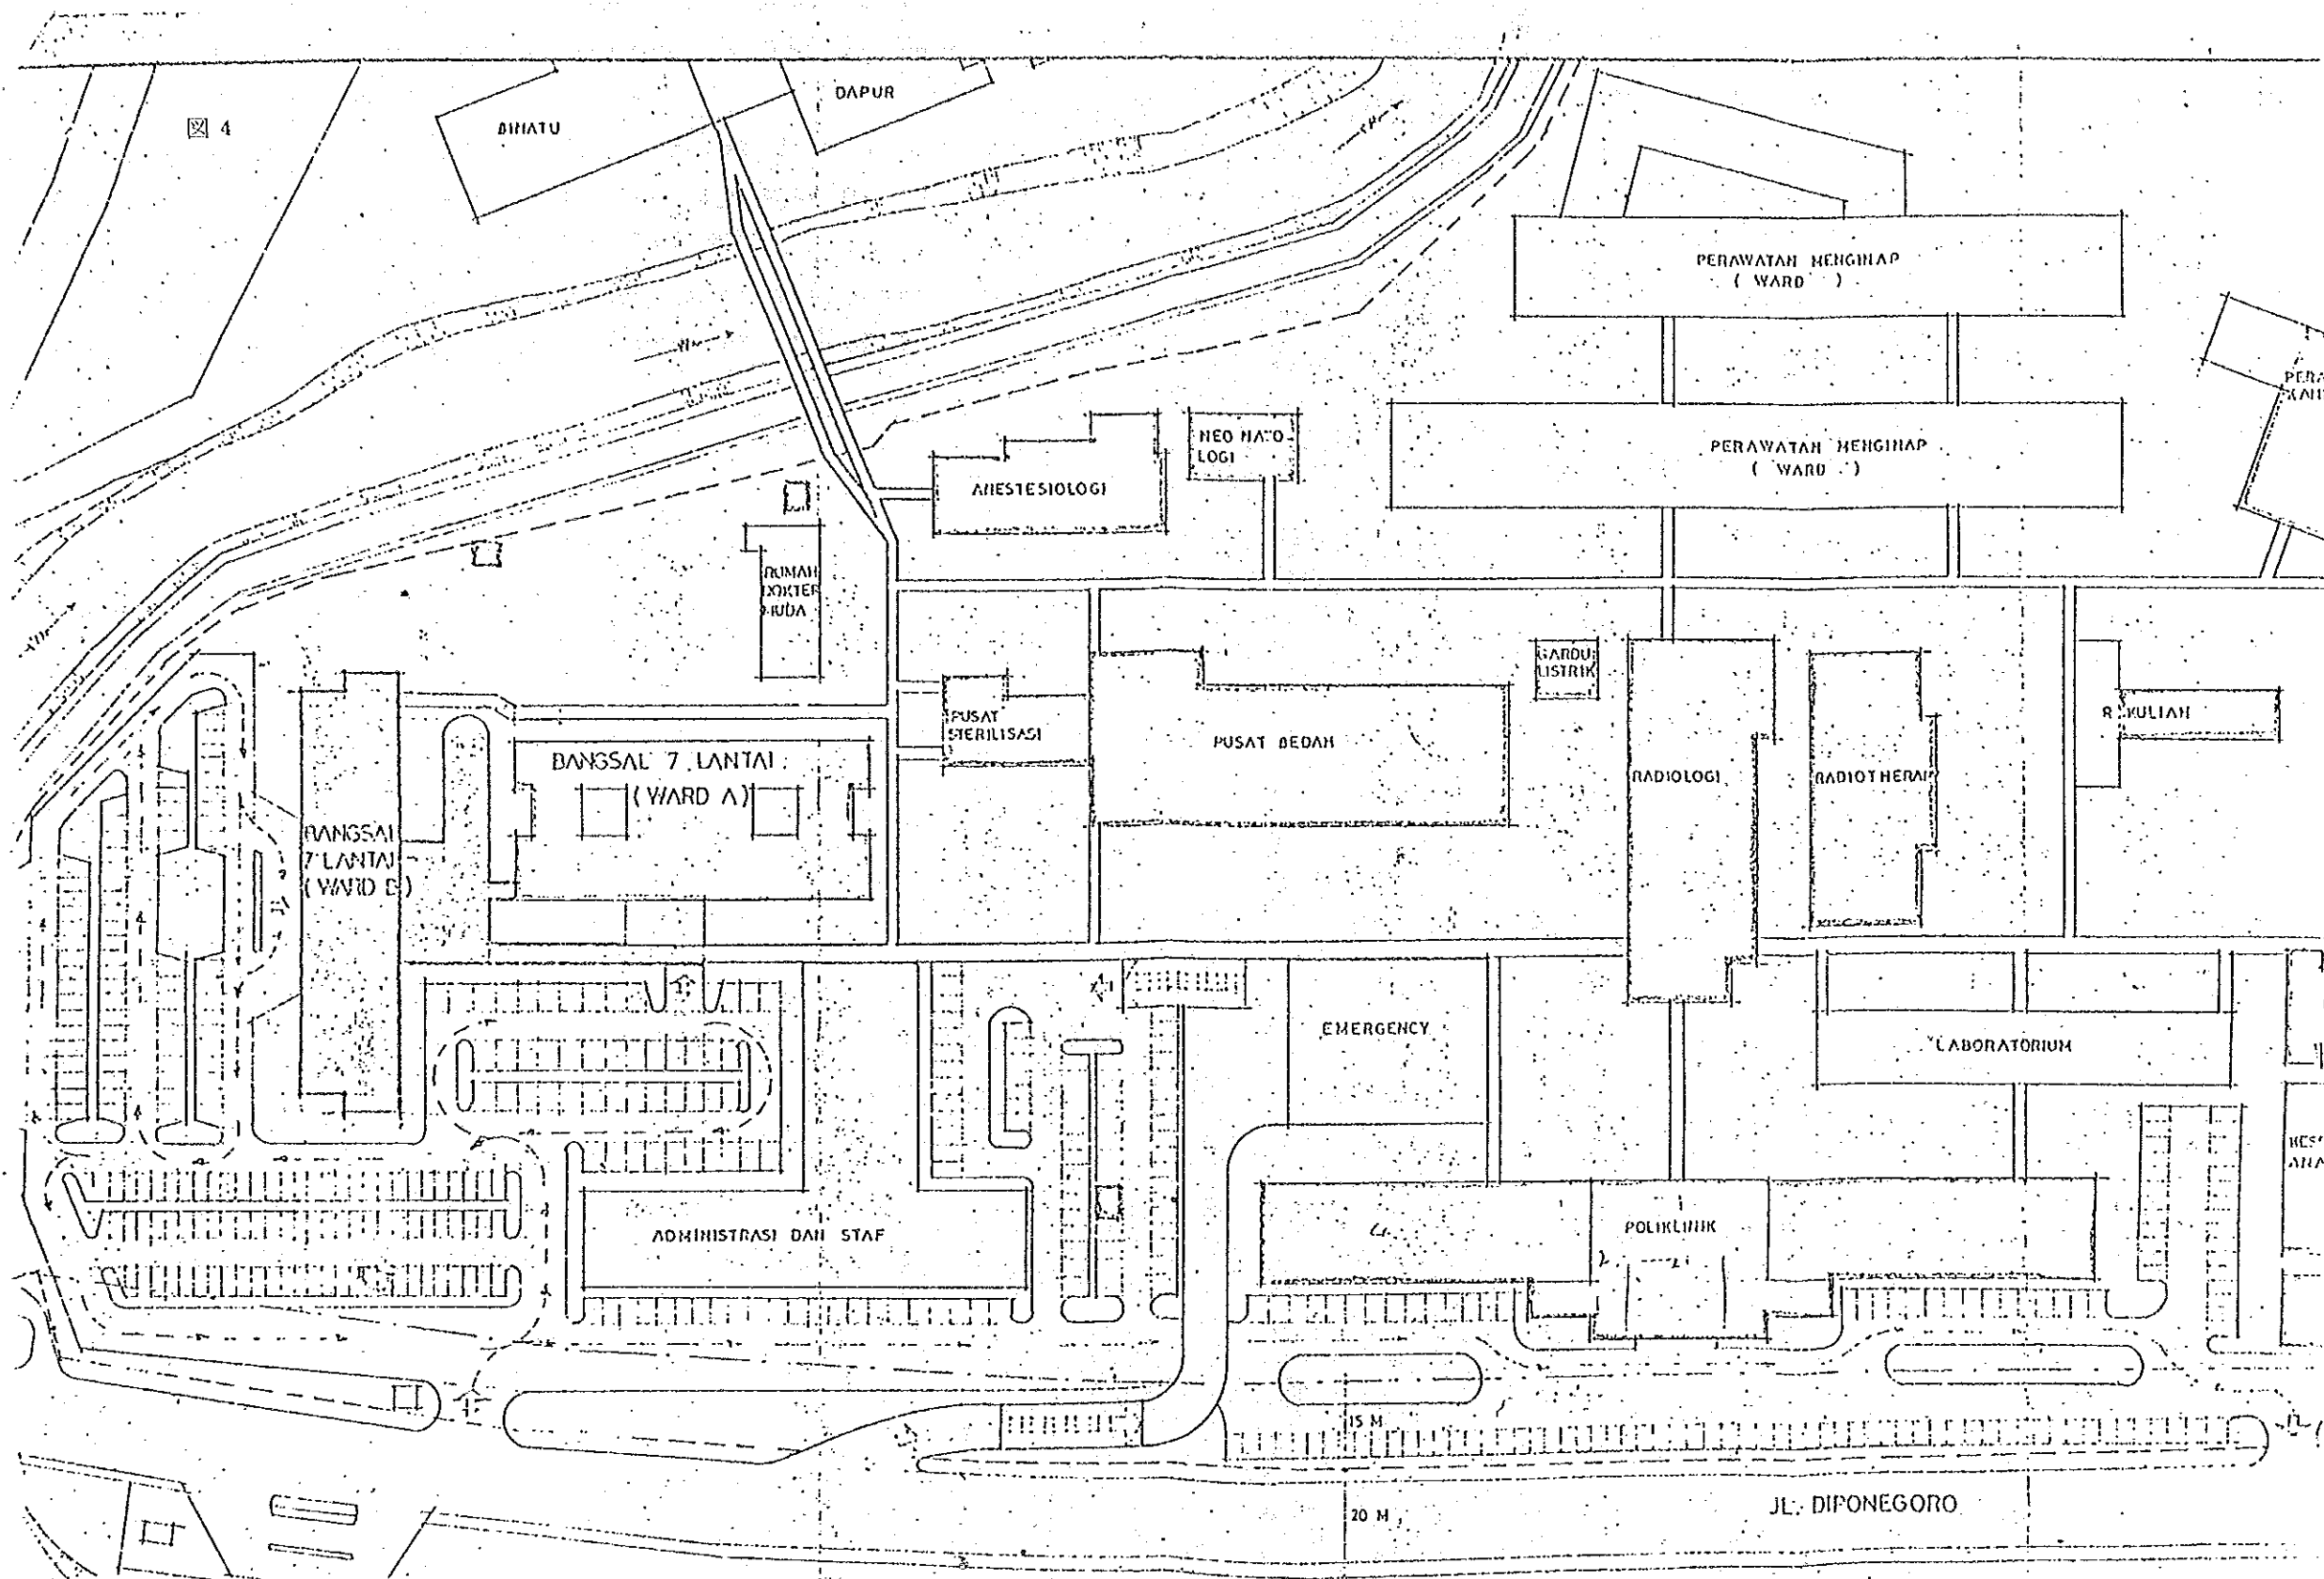 図 4
BINATU
DAPUR
PERAWATAN MENGINAP
( WARD )
PERAWATAN MENGINAP
( WARD )
NEO NATO-
LOGI
ANESTESIOLOGI
RUMAH
DOKTER
MUDA
GARDU
LISTRIK
R. KULIAH
PUSAT
STERILISASI
PUSAT BEDAH
BANGSAL 7 LANTAI
( WARD A )
RADIOLOGI
RADIOTHERAPI
BANGSAL
7 LANTAI
EMERGENCY
LABORATORIUM
ADMINISTRASI DAN STAF
POLIKLINIK
15 M
20 M
JL. DIPONEGORO